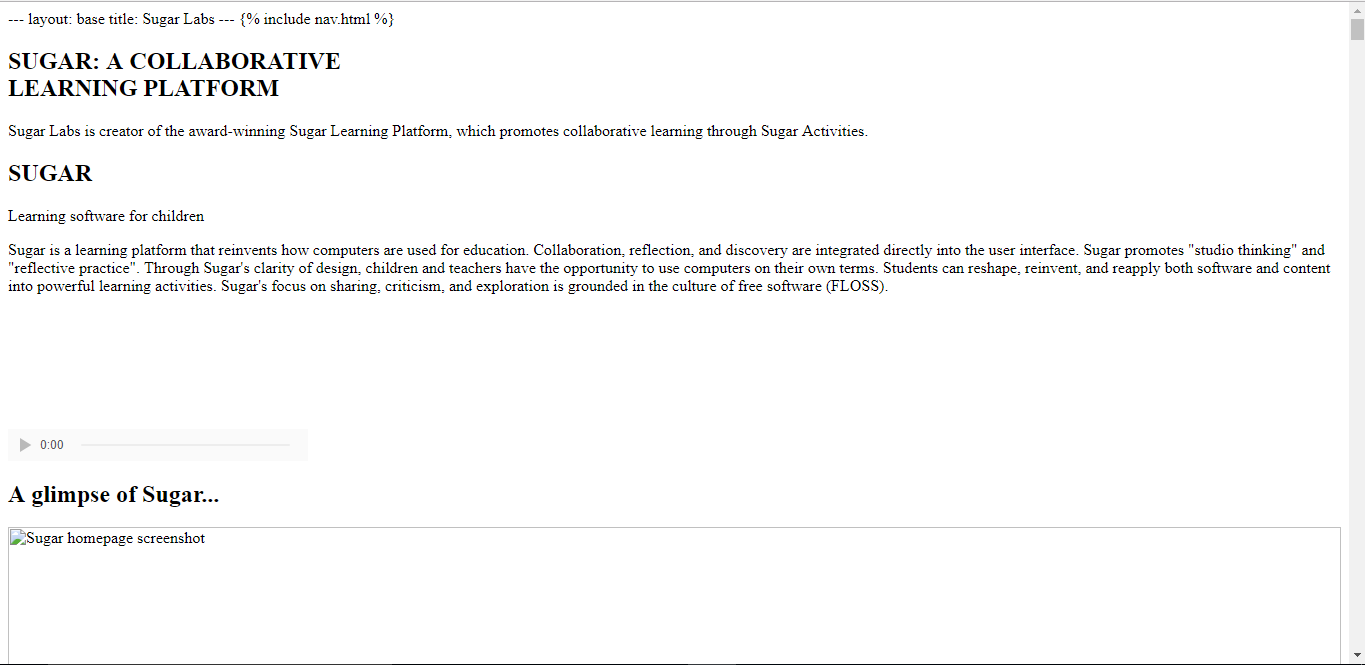 --- layout: base title: Sugar Labs --- {% include nav.html %}
SUGAR: A COLLABORATIVE
LEARNING PLATFORM
Sugar Labs is creator of the award-winning Sugar Learning Platform, which promotes collaborative learning through Sugar Activities.
SUGAR
Learning software for children
Sugar is a learning platform that reinvents how computers are used for education. Collaboration, reflection, and discovery are integrated directly into the user interface. Sugar promotes "studio thinking" and
"reflective practice". Through Sugar's clarity of design, children and teachers have the opportunity to use computers on their own terms. Students can reshape, reinvent, and reapply both software and content
into powerful learning activities. Sugar's focus on sharing, criticism, and exploration is grounded in the culture of free software (FLOSS).
0:00
A glimpse of Sugar...
Sugar homepage screenshot